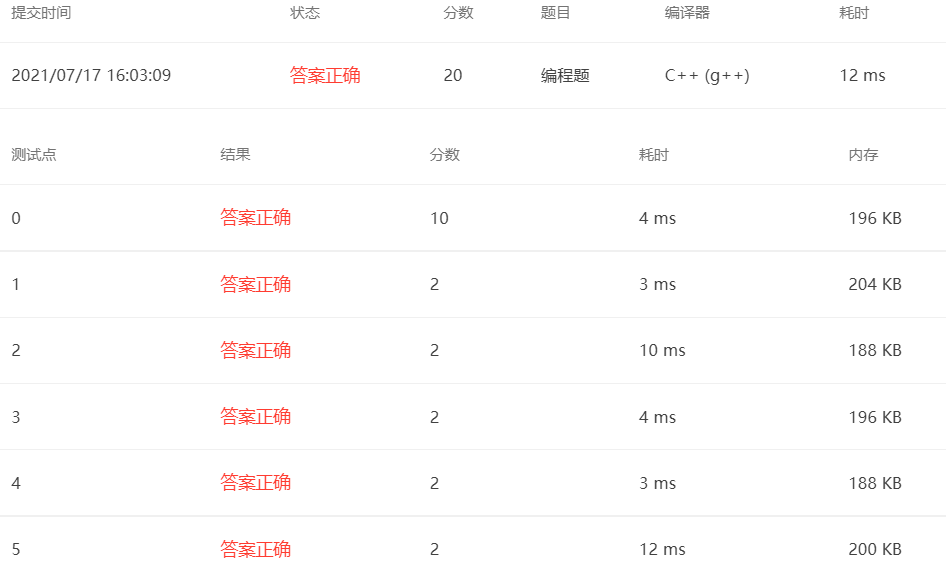 提交时间 状态 分数 题目 编译器 耗时
2021/07/17 16:03:09 答案正确 20 编程题 C++ (g++) 12 ms
测试点 结果 分数 耗时 内存
0 答案正确 10 4 ms 196 KB
1 答案正确 2 3 ms 204 KB
2 答案正确 2 10 ms 188 KB
3 答案正确 2 4 ms 196 KB
4 答案正确 2 3 ms 188 KB
5 答案正确 2 12 ms 200 KB